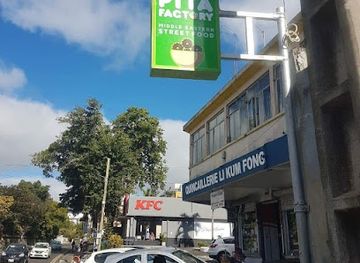 PITA
FACTORY
MIDDLE EASTERN
STREET FOOD
QUINCAILLERIE LI KUM FONG
KFC